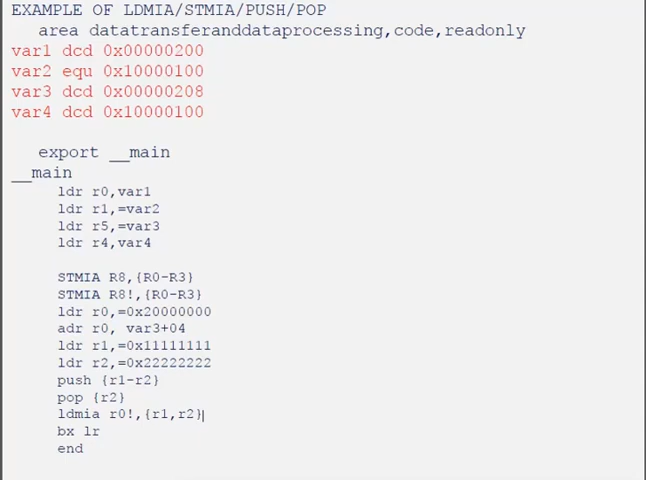 EXAMPLE OF LDMIA/STMIA/PUSH/POP
area datatransferanddataprocessing,code,readonly
var1 dcd 0x00000200
var2 equ 0x10000100
var3 dcd 0x00000208
var4 dcd 0x10000100
export __main
__main
ldr r0,var1
ldr r1,=var2
ldr r5,=var3
ldr r4,var4
STMIA R8,{R0-R3}
STMIA R8!,{R0-R3}
ldr r0,=0x20000000
adr r0, var3+04
ldr r1,=0x11111111
ldr r2,=0x22222222
push {r1-r2}
pop {r2}
ldmia r0!,{r1,r2}
bx lr
end